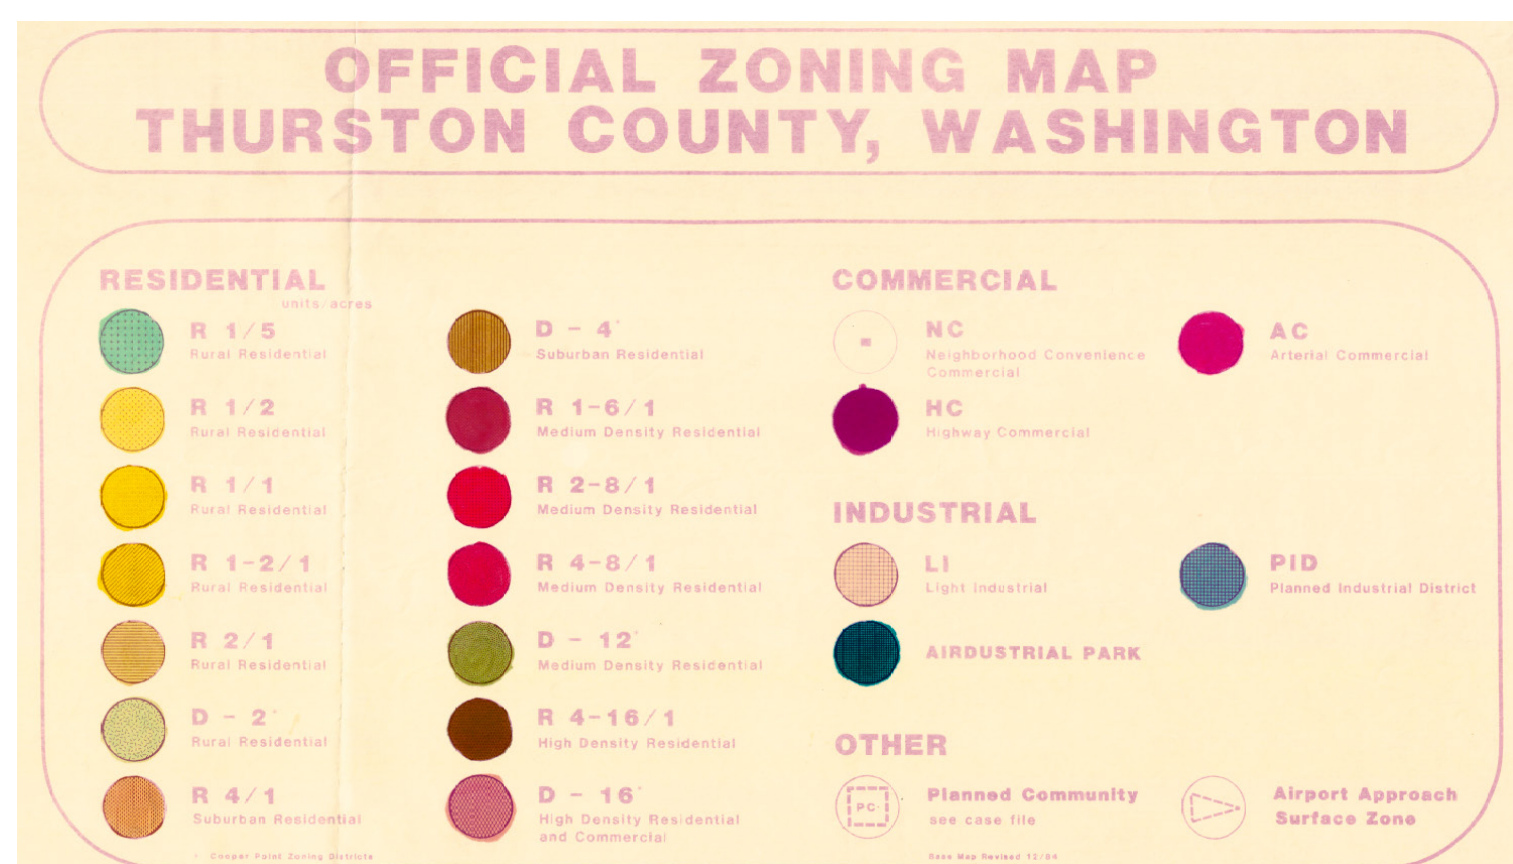 OFFICIAL ZONING MAP
THURSTON COUNTY, WASHINGTON
RESIDENTIAL
units/acres
R 1/5
Rural Residential
R 1/2
Rural Residential
R 1/1
Rural Residential
R 1-2/1
Rural Residential
R 2/1
Rural Residential
D - 2*
Rural Residential
R 4/1
Suburban Residential
* Cooper Point Zoning Districts
D - 4*
Suburban Residential
R 1-6/1
Medium Density Residential
R 2-8/1
Medium Density Residential
R 4-8/1
Medium Density Residential
D - 12*
Medium Density Residential
R 4-16/1
High Density Residential
D - 16*
High Density Residential
and Commercial
COMMERCIAL
NC
Neighborhood Convenience
Commercial
AC
Arterial Commercial
HC
Highway Commercial
INDUSTRIAL
LI
Light Industrial
PID
Planned Industrial District
AIRDUSTRIAL PARK
OTHER
PC
Planned Community
see case file
Airport Approach
Surface Zone
Base Map Revised 12/84